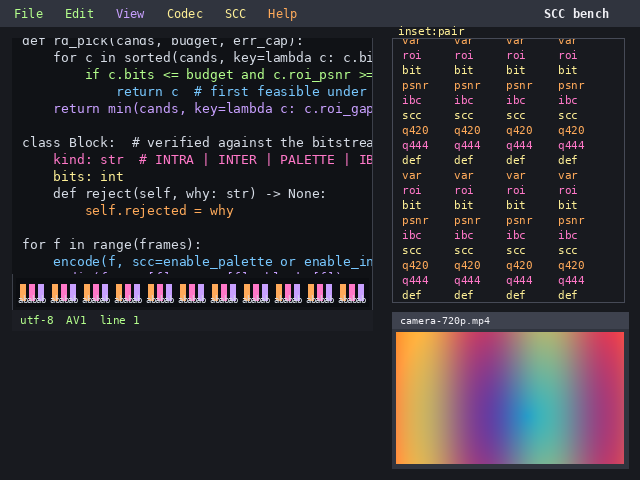 File Edit View Codec SCC Help SCC bench
def rd_pick(cands, budget, err_cap):
for c in sorted(cands, key=lambda c: c.bi
if c.bits <= budget and c.roi_psnr >=
return c # first feasible under
return min(cands, key=lambda c: c.roi_gap
class Block: # verified against the bitstrea
kind: str # INTRA | INTER | PALETTE | IB
bits: int
def reject(self, why: str) -> None:
self.rejected = why
for f in range(frames):
encode(f, scc=enable_palette or enable_in
utf-8 AV1 line 1
inset:pair
var var var var
roi roi roi roi
bit bit bit bit
psnr psnr psnr psnr
ibc ibc ibc ibc
scc scc scc scc
q420 q420 q420 q420
q444 q444 q444 q444
def def def def
var var var var
roi roi roi roi
bit bit bit bit
psnr psnr psnr psnr
ibc ibc ibc ibc
scc scc scc scc
q420 q420 q420 q420
q444 q444 q444 q444
def def def def
camera-720p.mp4